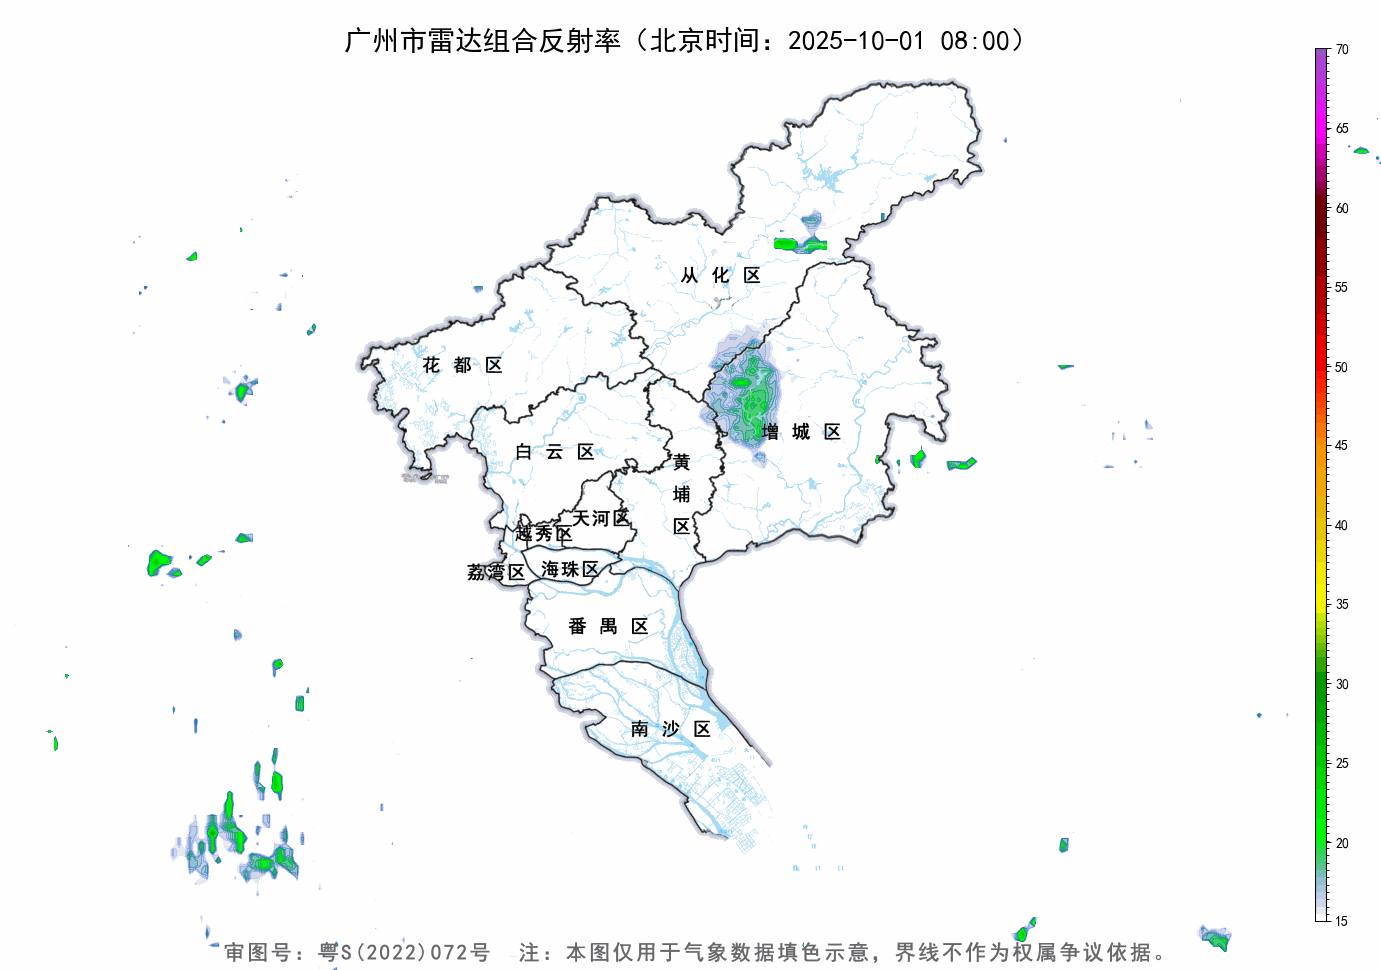 广州市雷达组合反射率（北京时间：2025-10-01 08:00）
70
65
60
55
50
45
40
35
30
25
20
15
从 化 区
花 都 区
增 城 区
白 云 区
黄
埔
区
天河区
越秀区
荔湾区
海珠区
番 禺 区
南 沙 区
审图号：粤S(2022)072号 注：本图仅用于气象数据填色示意，界线不作为权属争议依据。